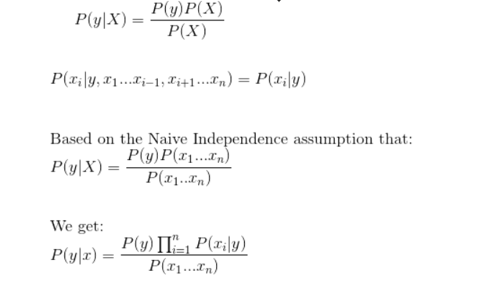 P(y|X) = P(y)P(X) / P(X)
P(x_i|y, x_1...x_{i-1}, x_{i+1}...x_n) = P(x_i|y)
Based on the Naive Independence assumption that:
P(y|X) = P(y)P(x_1...x_n) / P(x_1..x_n)
We get:
P(y|x) = P(y) ∏_{i=1}^{n} P(x_i|y) / P(x_1...x_n)